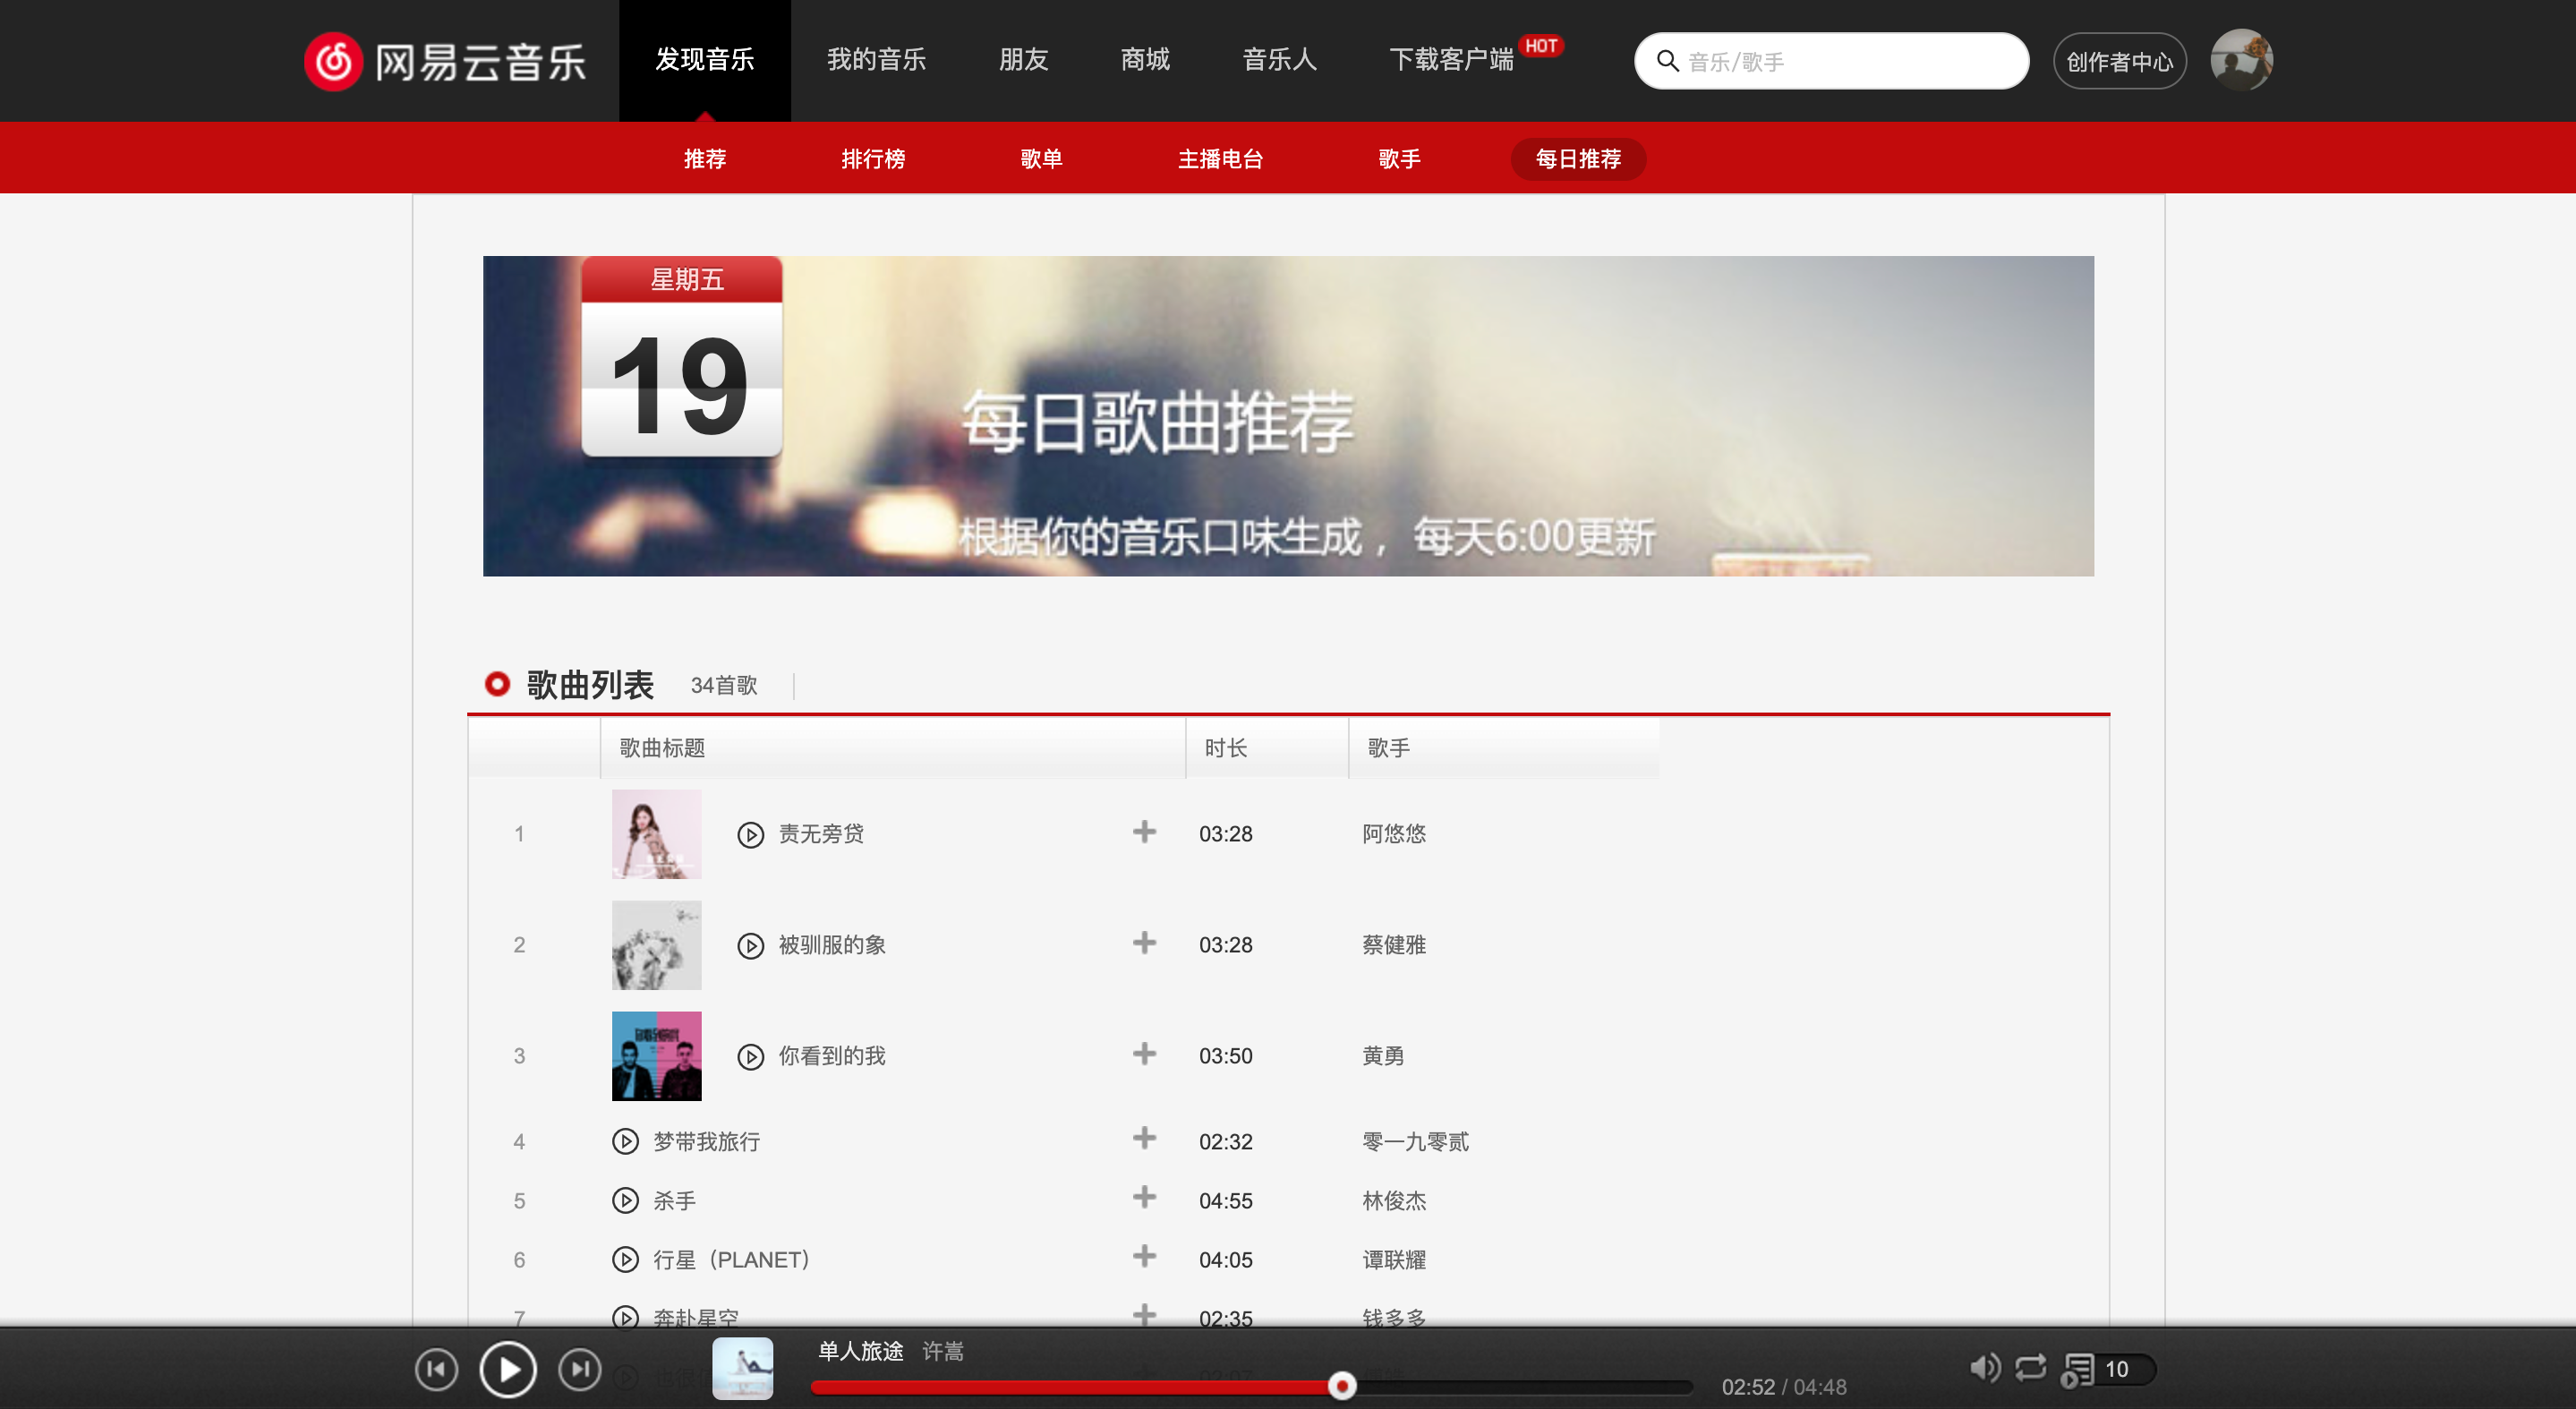 网易云音乐 发现音乐 我的音乐 朋友 商城 音乐人 下载客户端 HOT 音乐/歌手 创作者中心
推荐 排行榜 歌单 主播电台 歌手 每日推荐
星期五
19
每日歌曲推荐
根据你的音乐口味生成，每天6:00更新
歌曲列表 34首歌
歌曲标题 时长 歌手
1 责无旁贷 03:28 阿悠悠
2 被驯服的象 03:28 蔡健雅
3 你看到的我 03:50 黄勇
4 梦带我旅行 02:32 零一九零贰
5 杀手 04:55 林俊杰
6 行星（PLANET） 04:05 谭联耀
7 奔赴星空 02:35 钱多多
单人旅途 许嵩
02:52 / 04:48
10